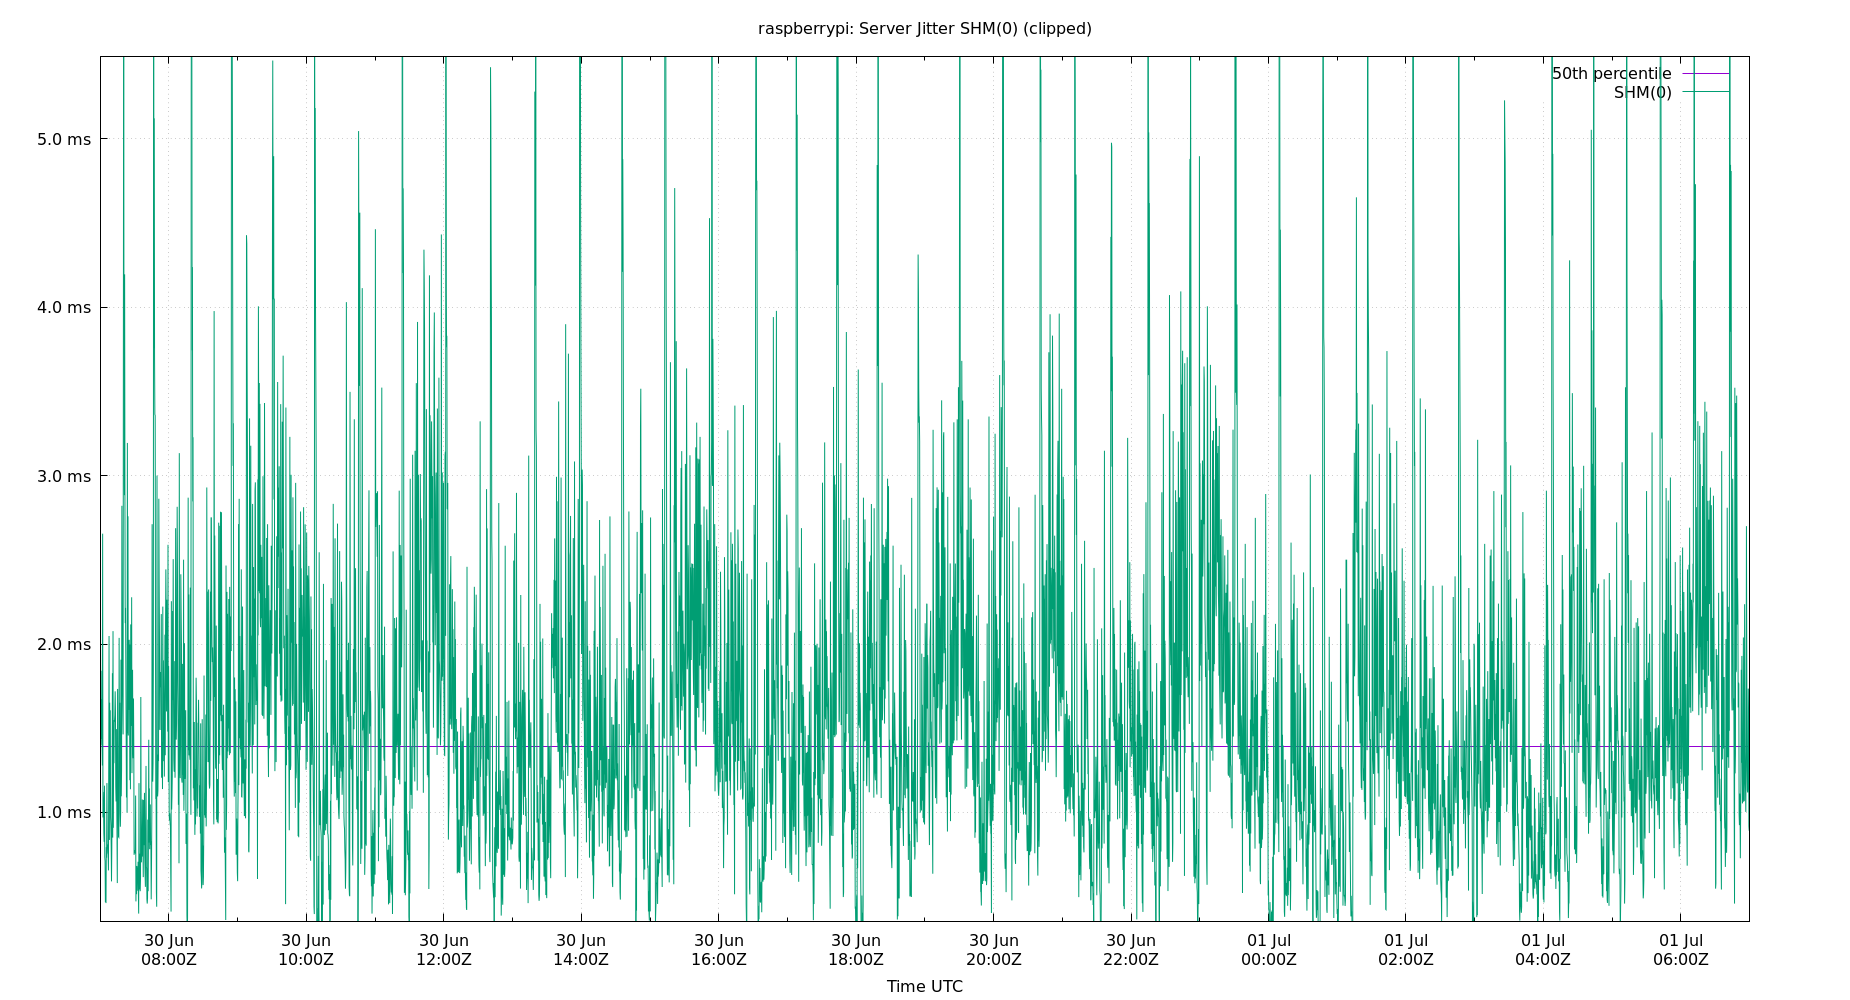 raspberrypi: Server Jitter SHM(0) (clipped)
50th percentile
SHM(0)
5.0 ms
4.0 ms
3.0 ms
2.0 ms
1.0 ms
30 Jun 30 Jun 30 Jun 30 Jun 30 Jun 30 Jun 30 Jun 30 Jun 01 Jul 01 Jul 01 Jul 01 Jul
08:00Z 10:00Z 12:00Z 14:00Z 16:00Z 18:00Z 20:00Z 22:00Z 00:00Z 02:00Z 04:00Z 06:00Z
Time UTC